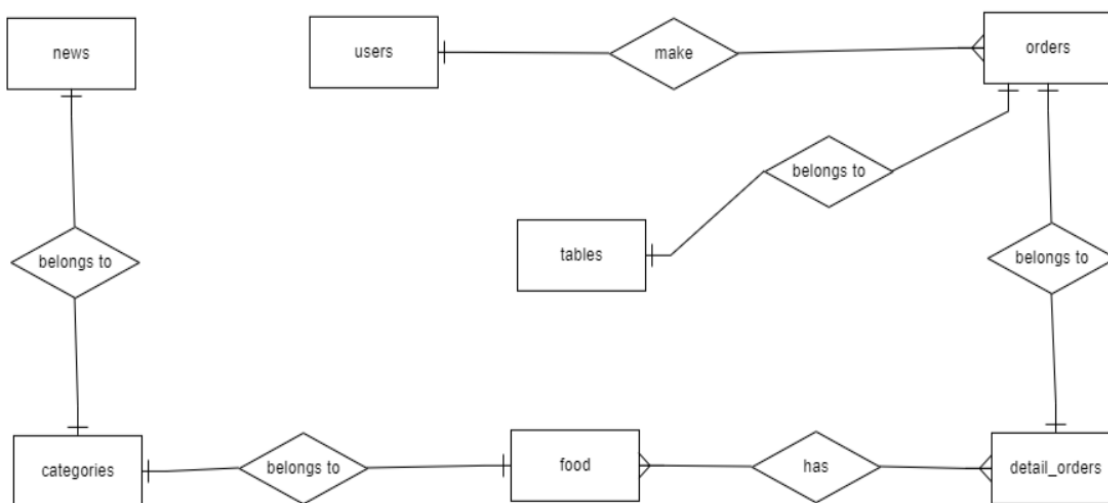 news
users
make
orders
belongs to
tables
belongs to
belongs to
categories
belongs to
food
has
detail_orders